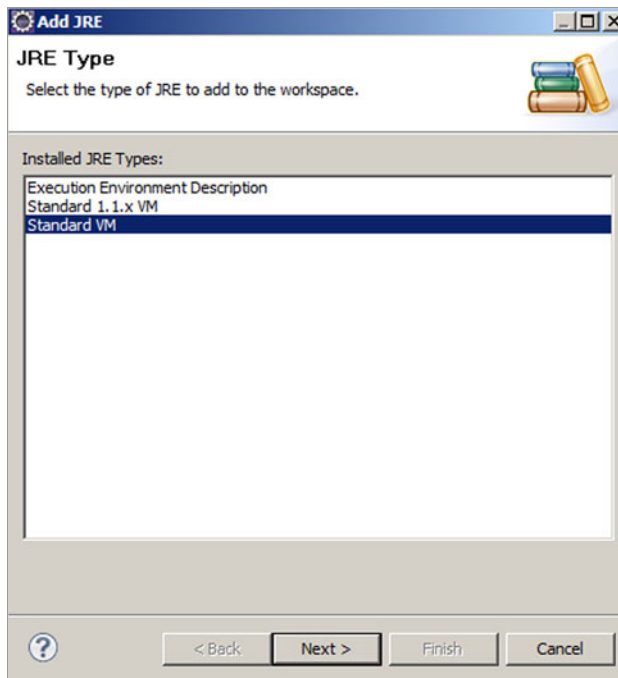 Add JRE
JRE Type
Select the type of JRE to add to the workspace.
Installed JRE Types:
Execution Environment Description
Standard 1.1.x VM
Standard VM
?
< Back
Next >
Finish
Cancel